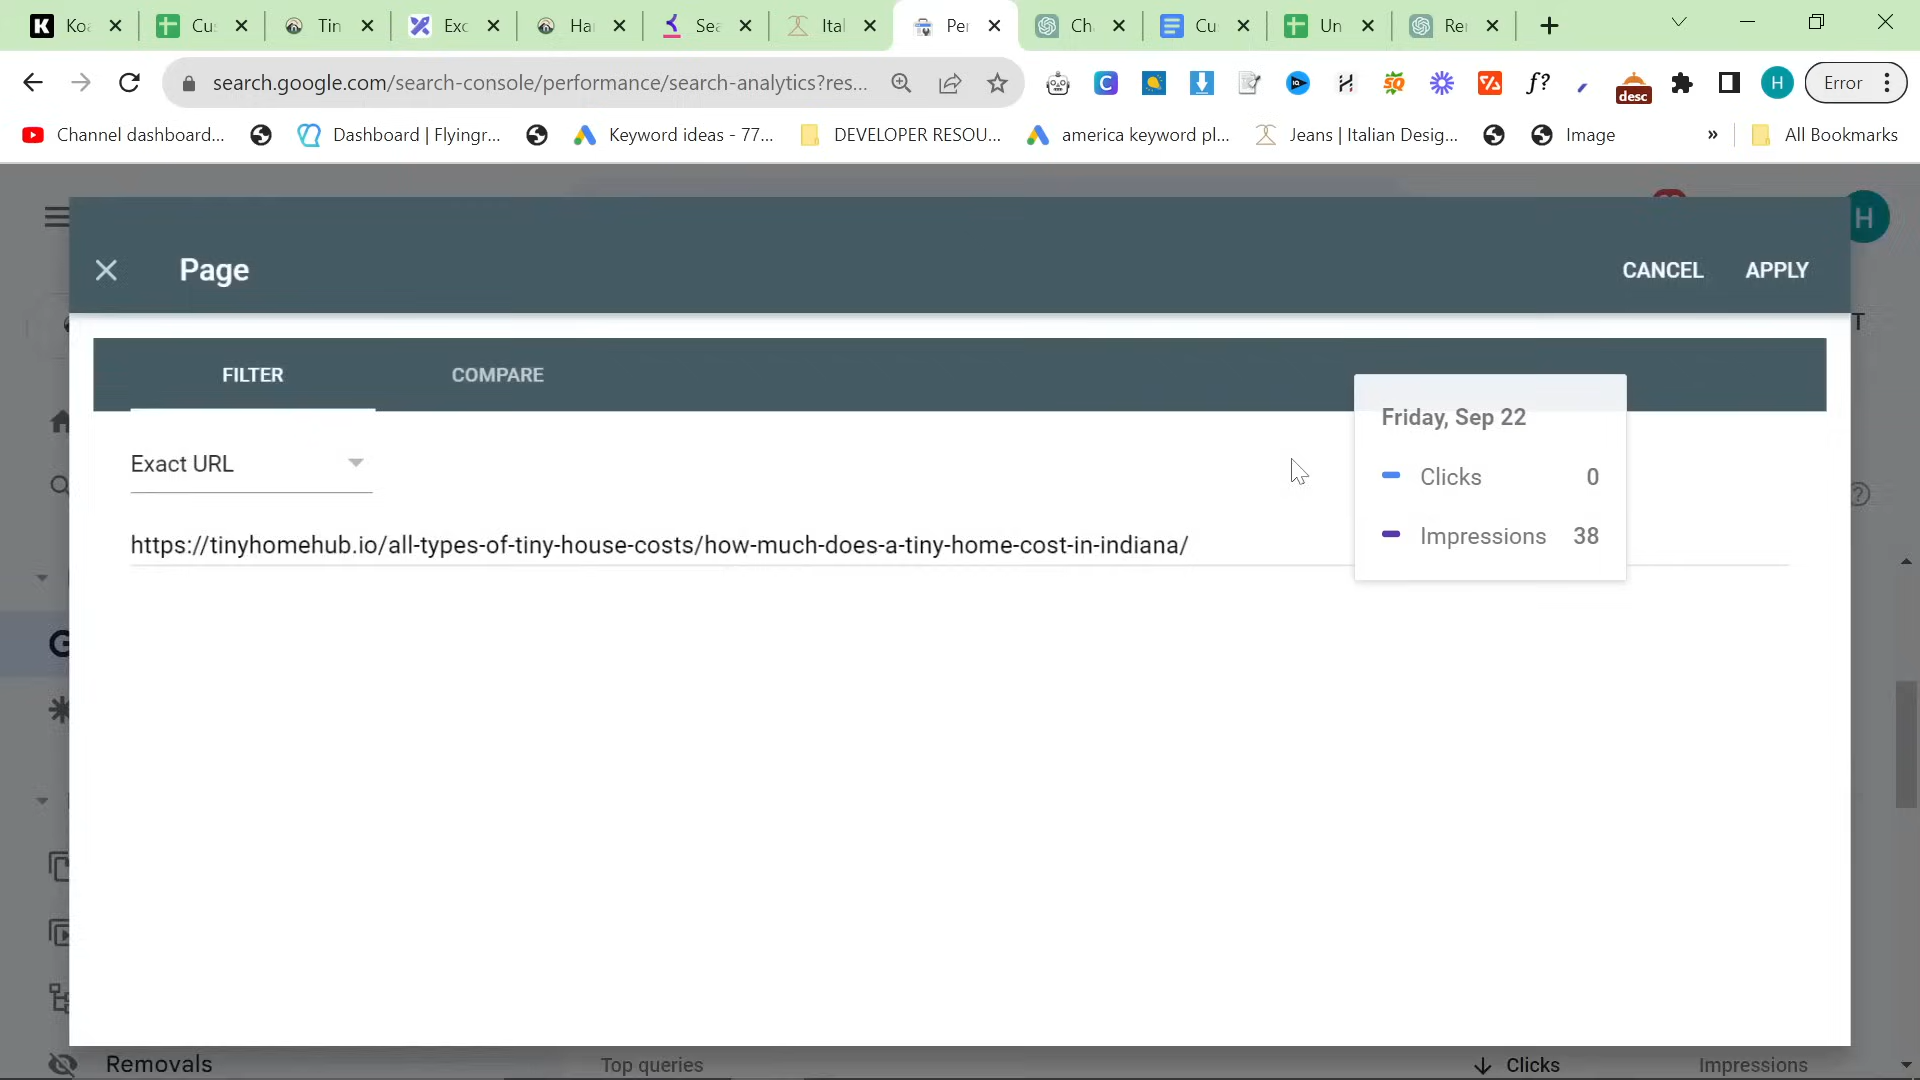 Ko
Cu
Tin
Exc
Ha
Se
Ital
Per
Ch
Cu
Un
Re
search.google.com/search-console/performance/search-analytics?res...
desc
H
Error
Channel dashboard...
Dashboard | Flyingr...
Keyword ideas - 77...
DEVELOPER RESOU...
america keyword pl...
Jeans | Italian Desig...
Image
»
All Bookmarks
H
Page
CANCEL
APPLY
T
FILTER
COMPARE
Friday, Sep 22
Exact URL
Clicks 0
https://tinyhomehub.io/all-types-of-tiny-house-costs/how-much-does-a-tiny-home-cost-in-indiana/
Impressions 38
Removals
Top queries
Clicks
Impressions